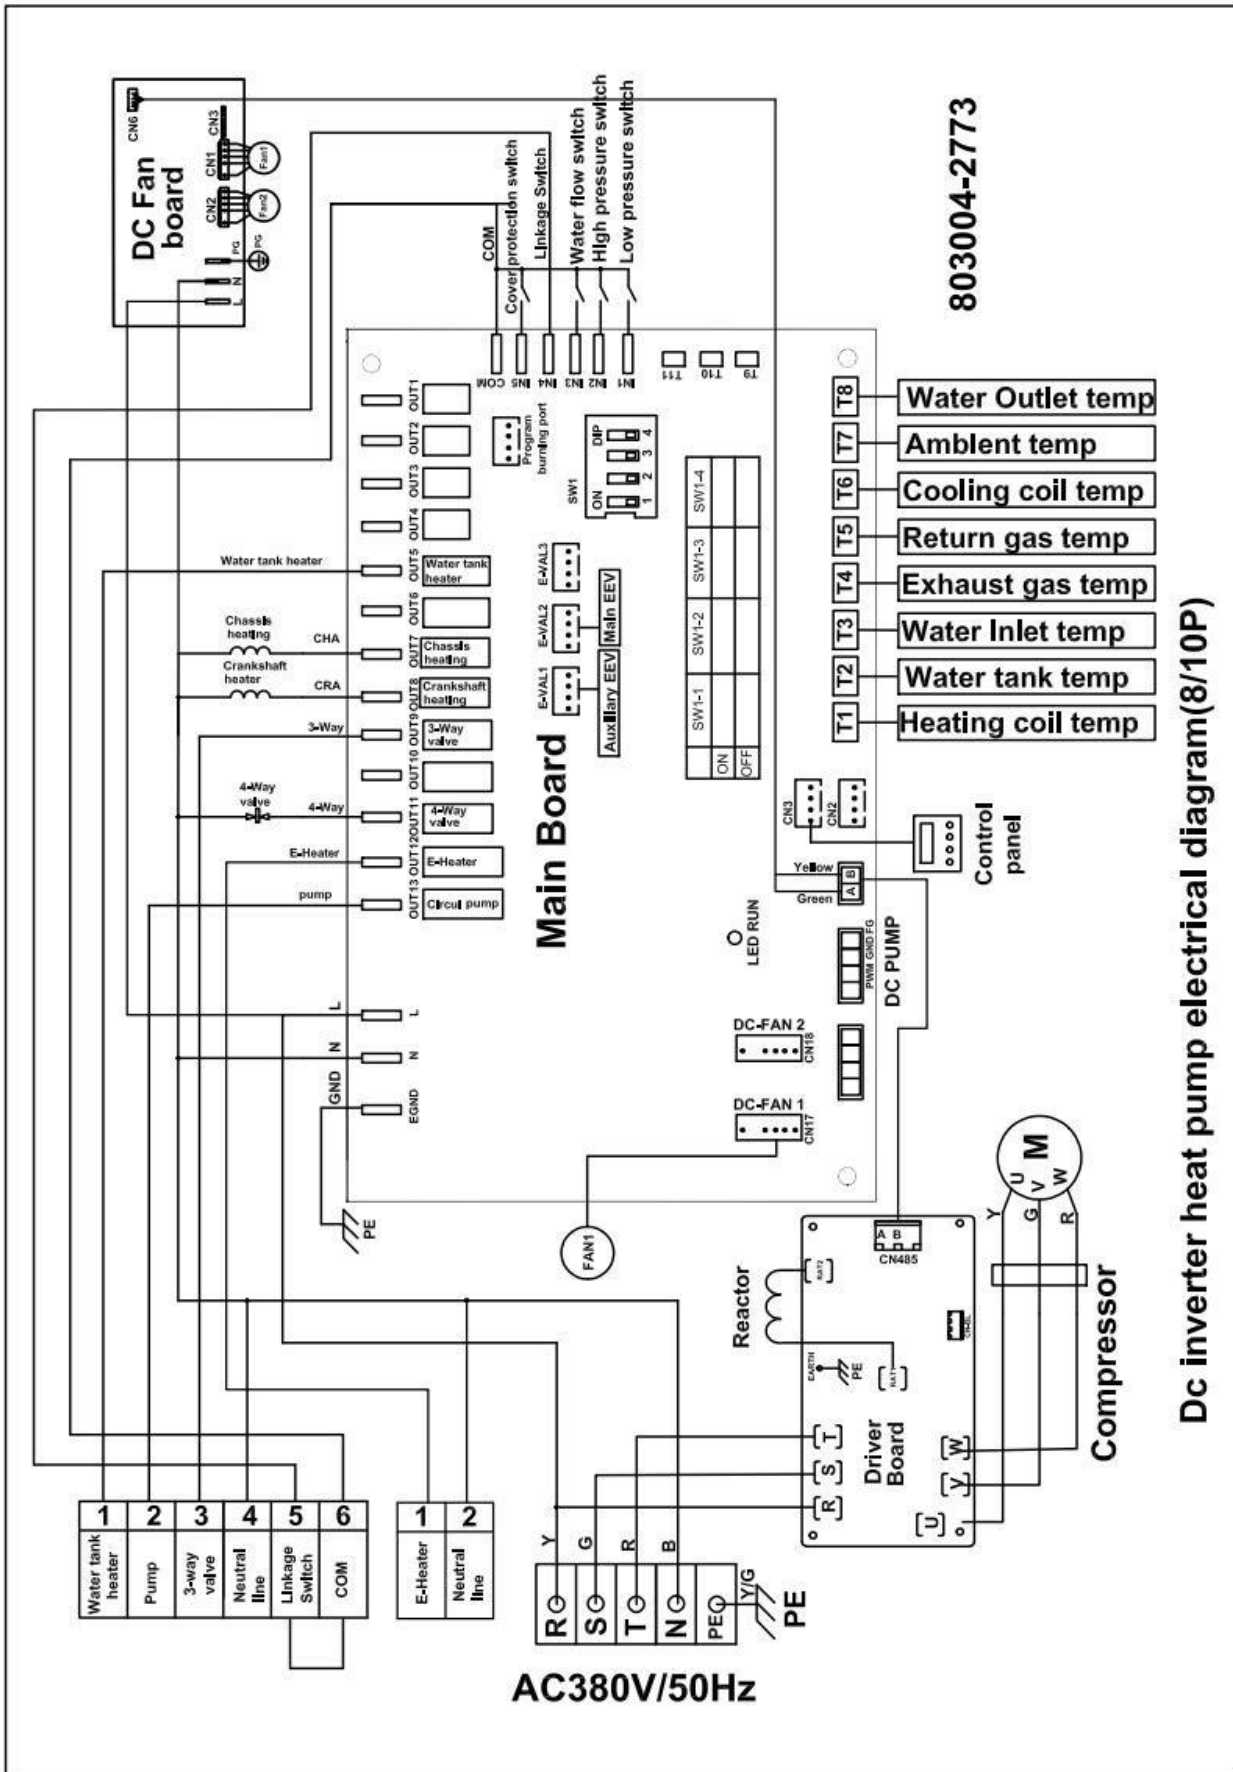 DC Fan
board
CN6
CN3
CN1
CN2
Fan1
Fan2
PG
PG
N
L
803004-2773
COM
Cover protection switch
Linkage Switch
Water flow switch
High pressure switch
Low pressure switch
COM
IN5
IN4
IN3
IN2
IN1
T11
T10
T9
OUT1
OUT2
OUT3
OUT4
OUT5
OUT6
OUT7
OUT8
OUT9
OUT10
OUT11
OUT12
OUT13
Water tank
heater
Chassis
heating
Crankshaft
heating
3-Way
valve
4-Way
valve
E-Heater
Circul pump
Water tank heater
Chassis
heating
CHA
Crankshaft
heater
CRA
3-Way
4-Way
valve
4-Way
E-Heater
pump
L
L
N
N
GND
EGND
PE
Program
burning port
SW1
ON
DIP
1
2
3
4
E-VAL3
E-VAL2
E-VAL1
Main EEV
Auxiliary EEV
SW1-1
SW1-2
SW1-3
SW1-4
ON
OFF
Main Board
T8
Water Outlet temp
T7
Ambient temp
T6
Cooling coil temp
T5
Return gas temp
T4
Exhaust gas temp
T3
Water Inlet temp
T2
Water tank temp
T1
Heating coil temp
CN3
CN2
Control
panel
Yellow
Green
A
B
LED RUN
PWM GND FG
DC PUMP
DC-FAN 2
CN18
DC-FAN 1
CN17
FAN1
Reactor
RAT2
RAT1
EARTH
PE
A B
CN485
Driver
Board
T
S
R
W
V
U
M
U
V
W
Y
G
R
Compressor
1
2
3
4
5
6
Water tank
heater
Pump
3-way
valve
Neutral
line
Linkage
Switch
COM
1
2
E-Heater
Neutral
line
Y
G
R
B
R
S
T
N
PE
Y/G
PE
AC380V/50Hz
Dc inverter heat pump electrical diagram(8/10P)